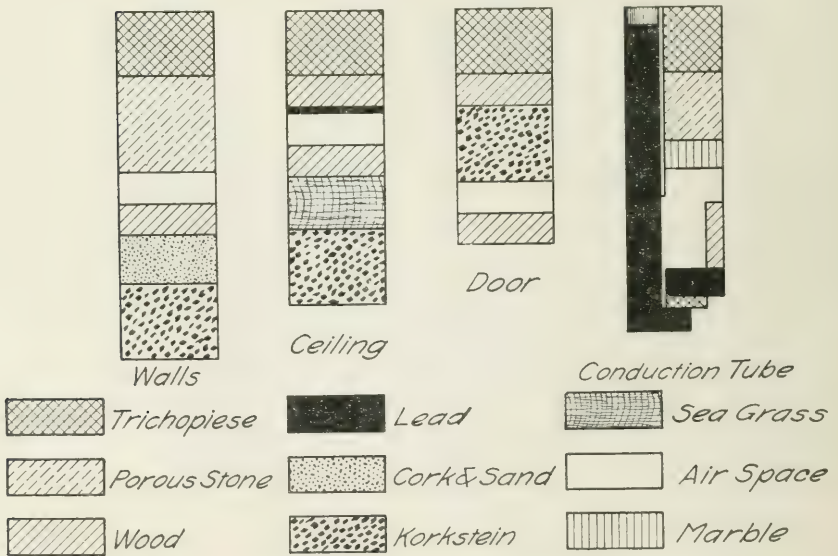 Walls
Ceiling
Door
Conduction Tube
Trichopiese
Lead
Sea Grass
Porous Stone
Cork & Sand
Air Space
Wood
Korkstein
Marble